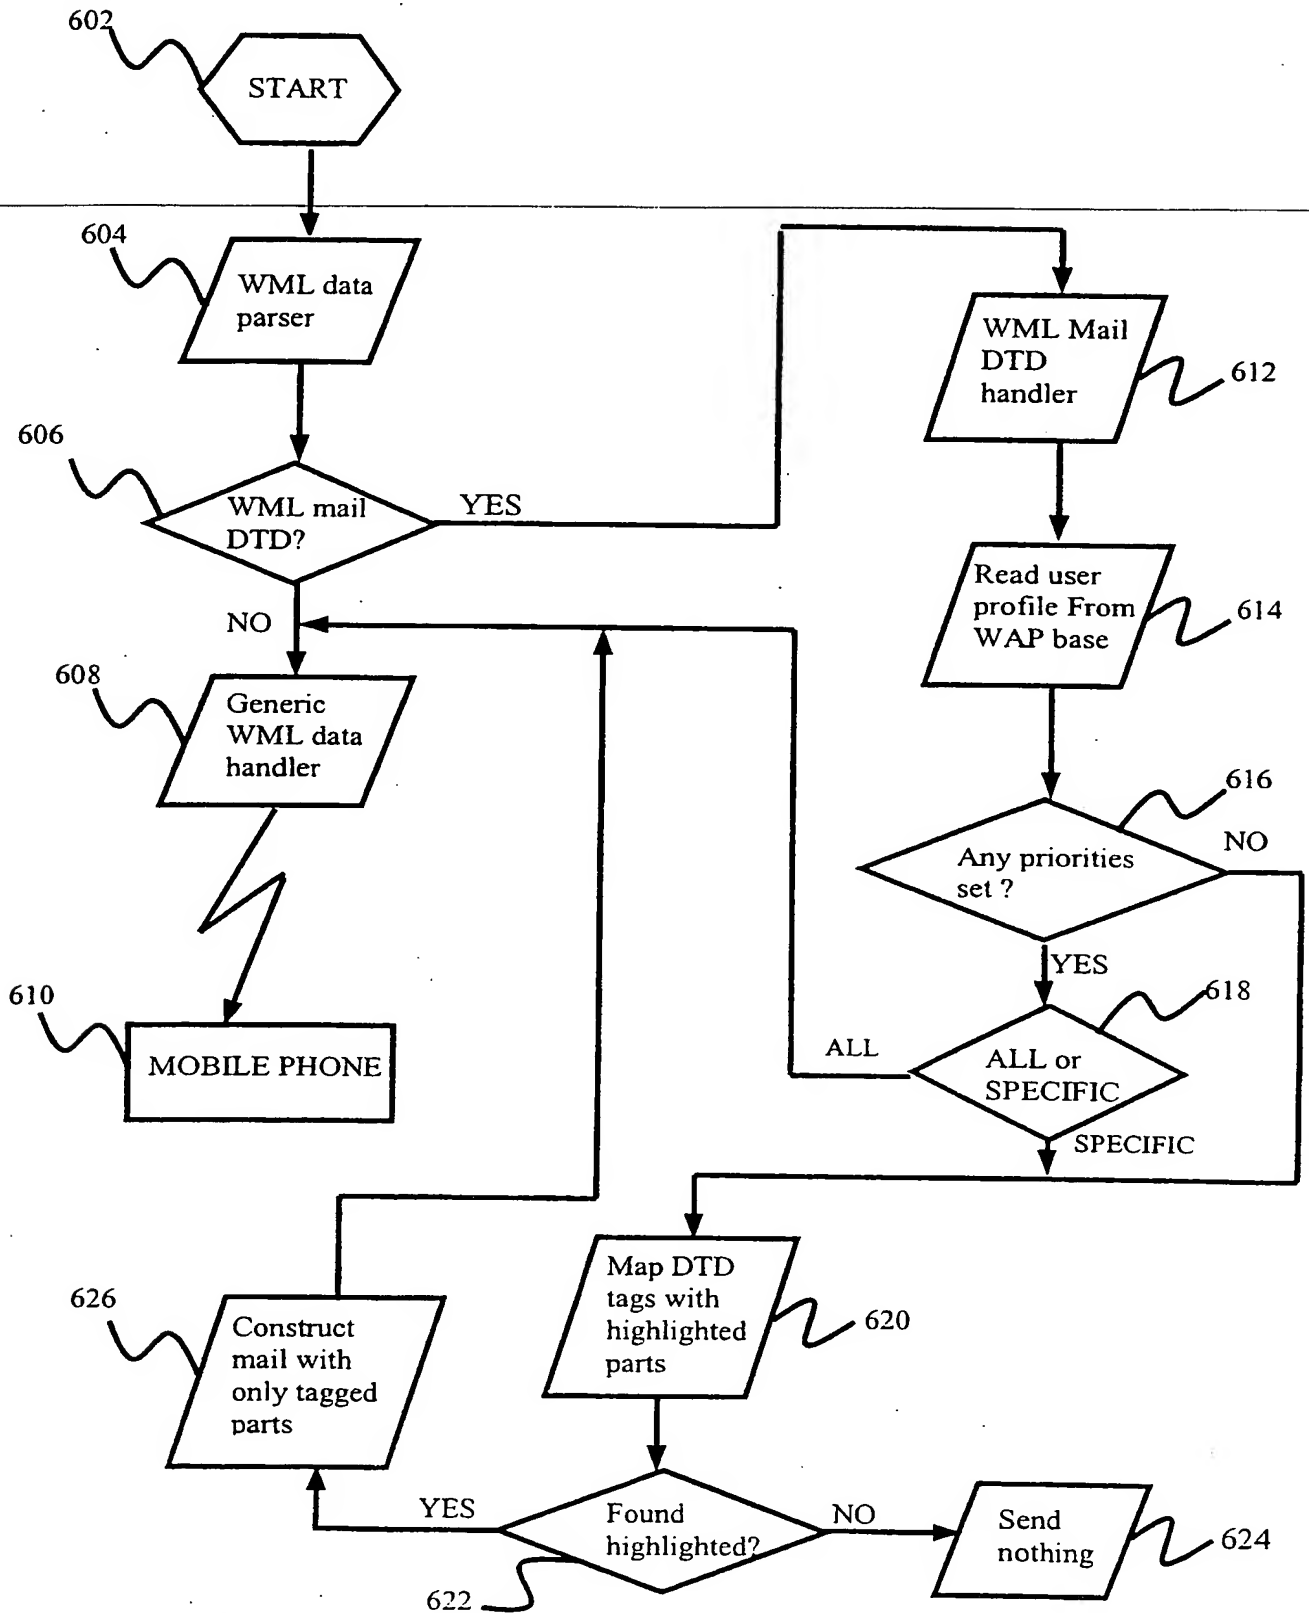 602
START
604
WML data
parser
606
WML mail
DTD?
YES
NO
608
Generic
WML data
handler
610
MOBILE PHONE
WML Mail
DTD
handler
612
Read user
profile From
WAP base
614
616
Any priorities
set ?
NO
YES
618
ALL or
SPECIFIC
ALL
SPECIFIC
Map DTD
tags with
highlighted
parts
620
626
Construct
mail with
only tagged
parts
YES
Found
highlighted?
622
NO
Send
nothing
624